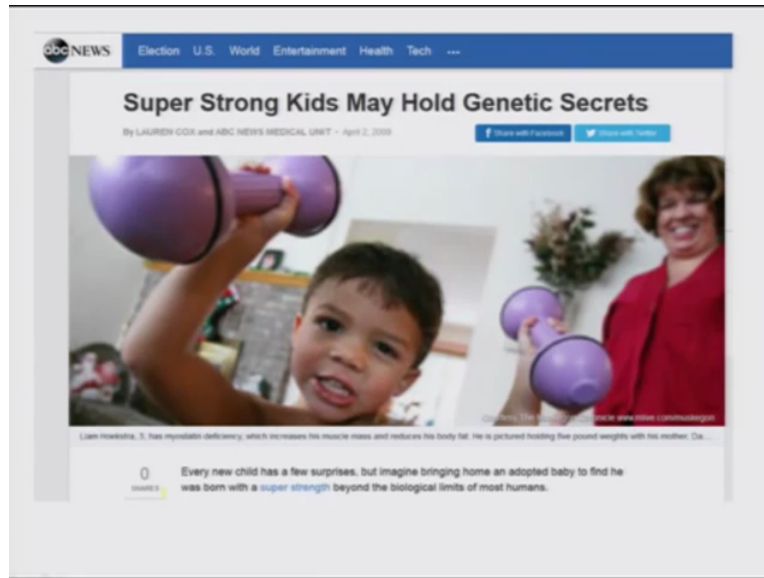 abc NEWS Election U.S. World Entertainment Health Tech ...
Super Strong Kids May Hold Genetic Secrets
By LAUREN COX and ABC NEWS MEDICAL UNIT - April 2, 2009 Share with Facebook Share with Twitter
www.mlive.com/muskegon
Liam Hoekstra, 3, has myostatin deficiency, which increases his muscle mass and reduces his body fat. He is pictured holding five pound weights with his mother, Da...
0 Every new child has a few surprises, but imagine bringing home an adopted baby to find he
SHARES was born with a super strength beyond the biological limits of most humans.